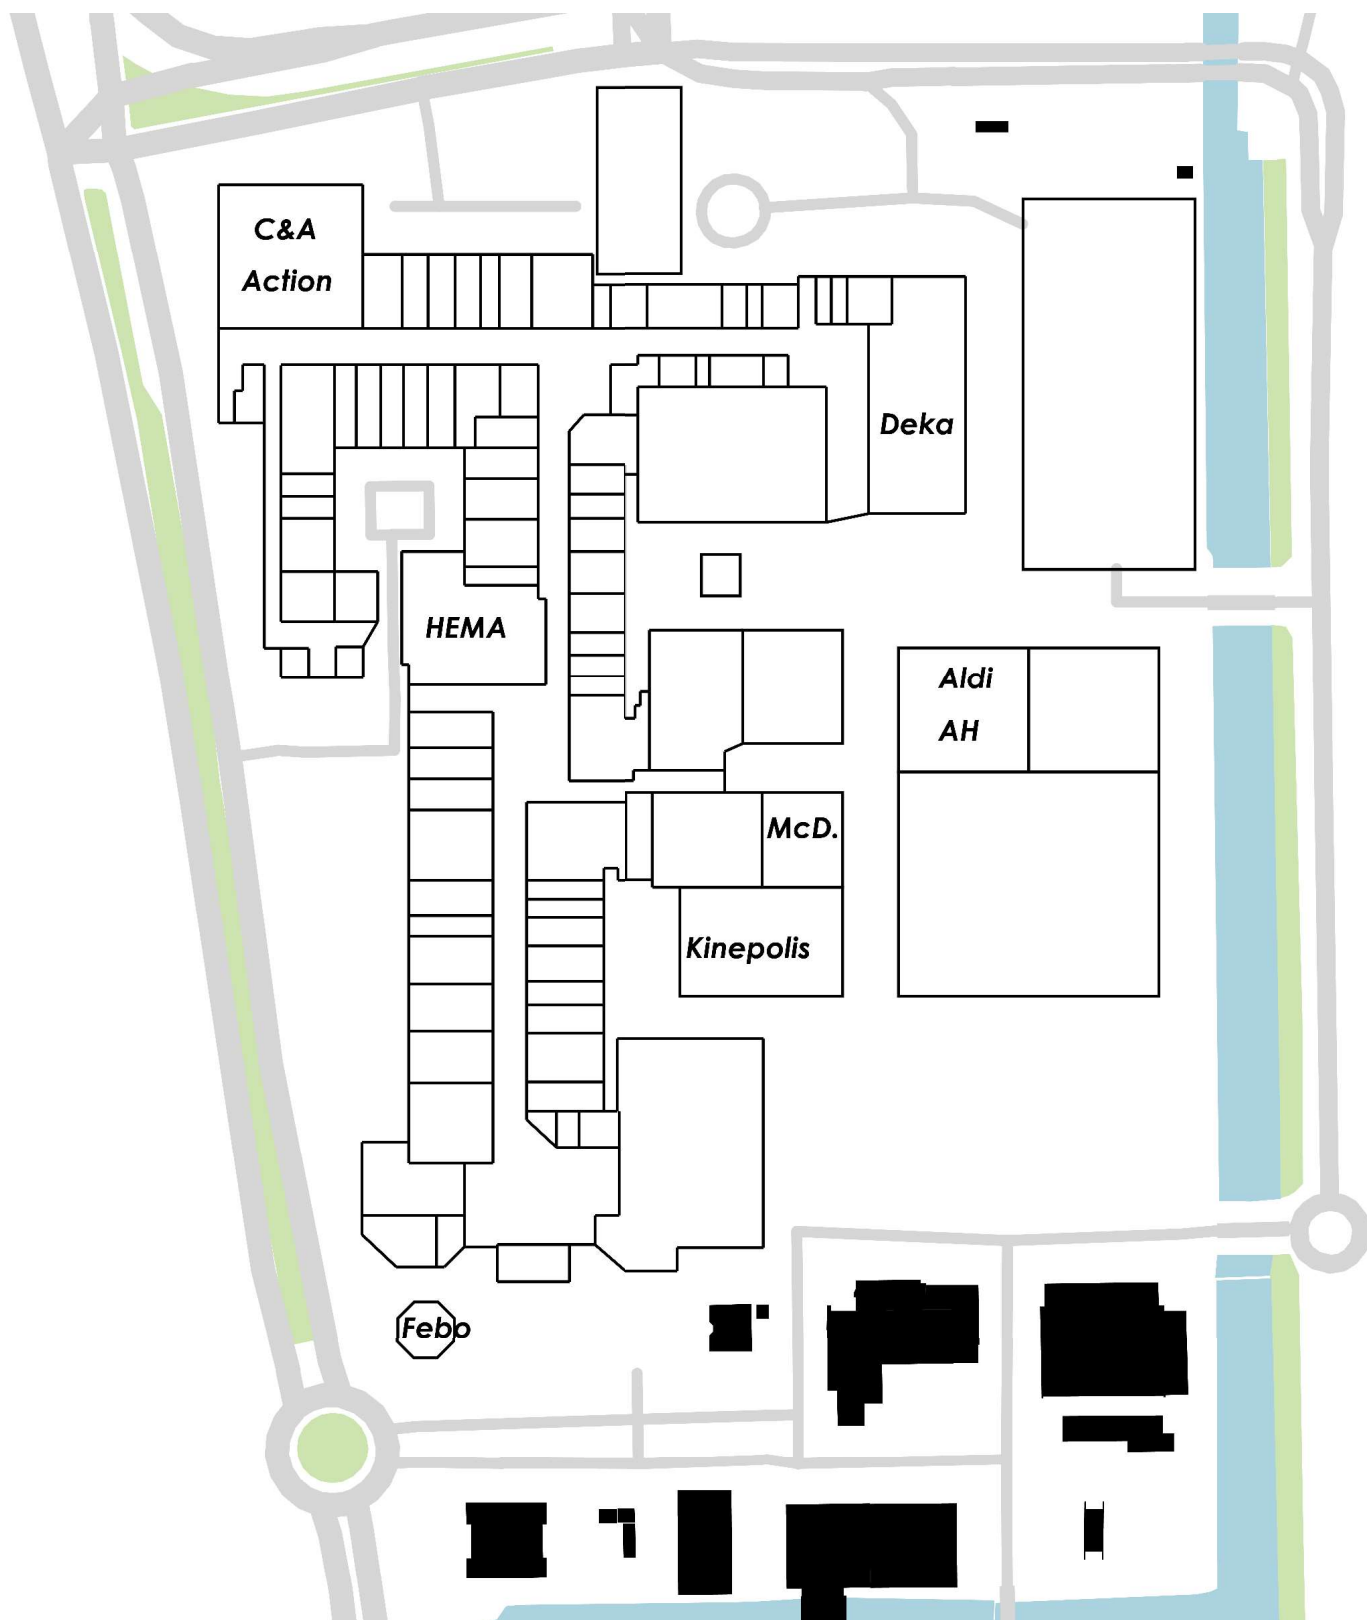 C&A
Action
Deka
HEMA
Aldi
AH
McD.
Kinepolis
Febo